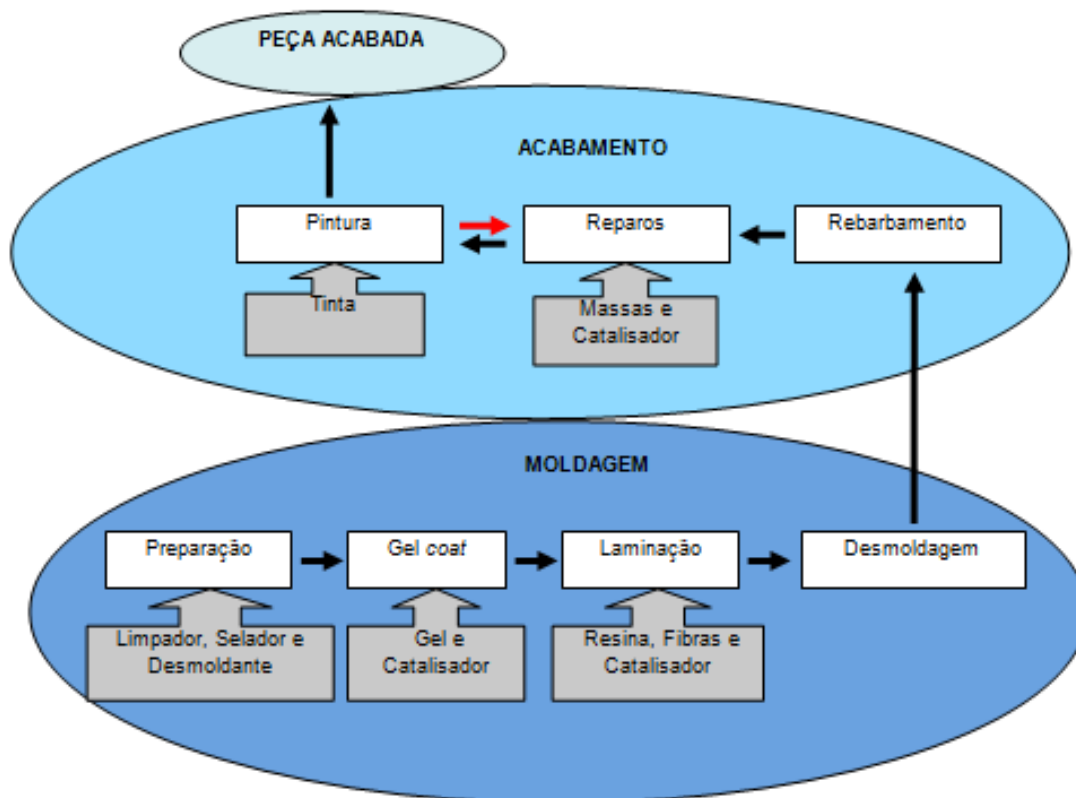 PEÇA ACABADA
ACABAMENTO
Pintura
Reparos
Rebarbamento
Tinta
Massas e
Catalisador
MOLDAGEM
Preparação
Gel coat
Laminação
Desmoldagem
Limpador, Selador e
Desmoldante
Gel e
Catalisador
Resina, Fibras e
Catalisador